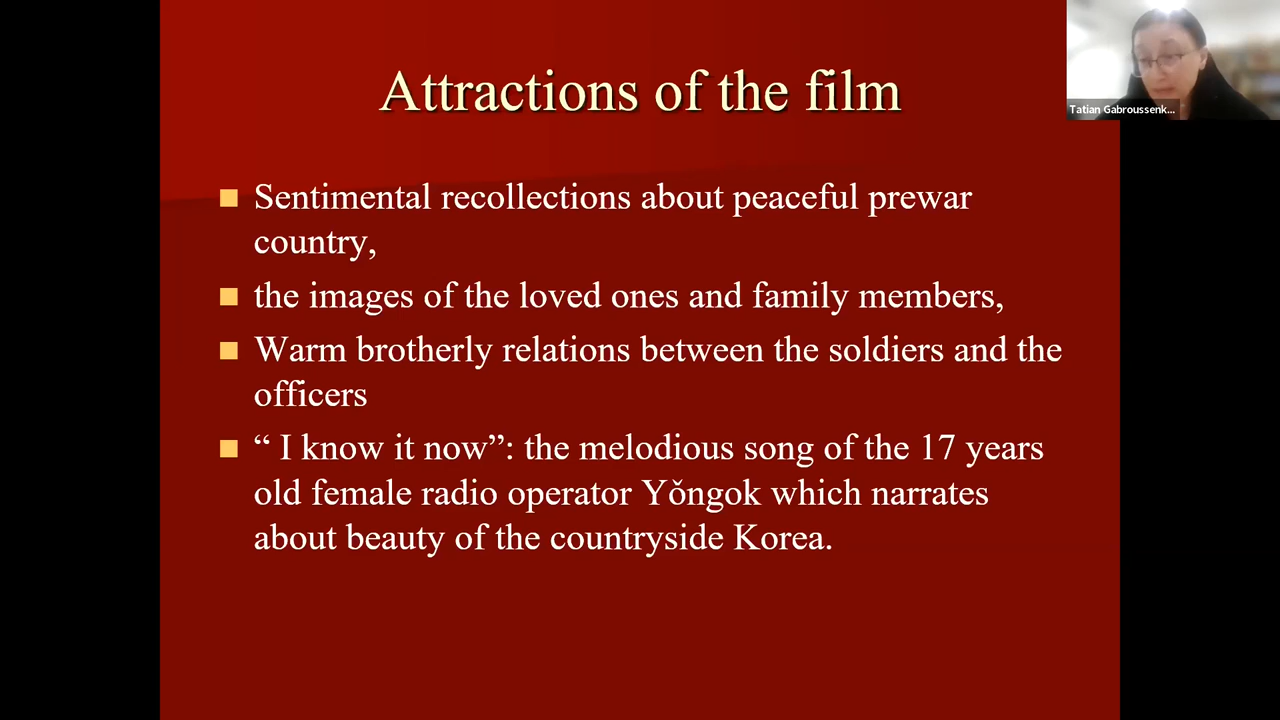 Attractions of the film
Tatian Gabroussenk...
■ Sentimental recollections about peaceful prewar
country,
■ the images of the loved ones and family members,
■ Warm brotherly relations between the soldiers and the
officers
■ “ I know it now”: the melodious song of the 17 years
old female radio operator Yǒngok which narrates
about beauty of the countryside Korea.